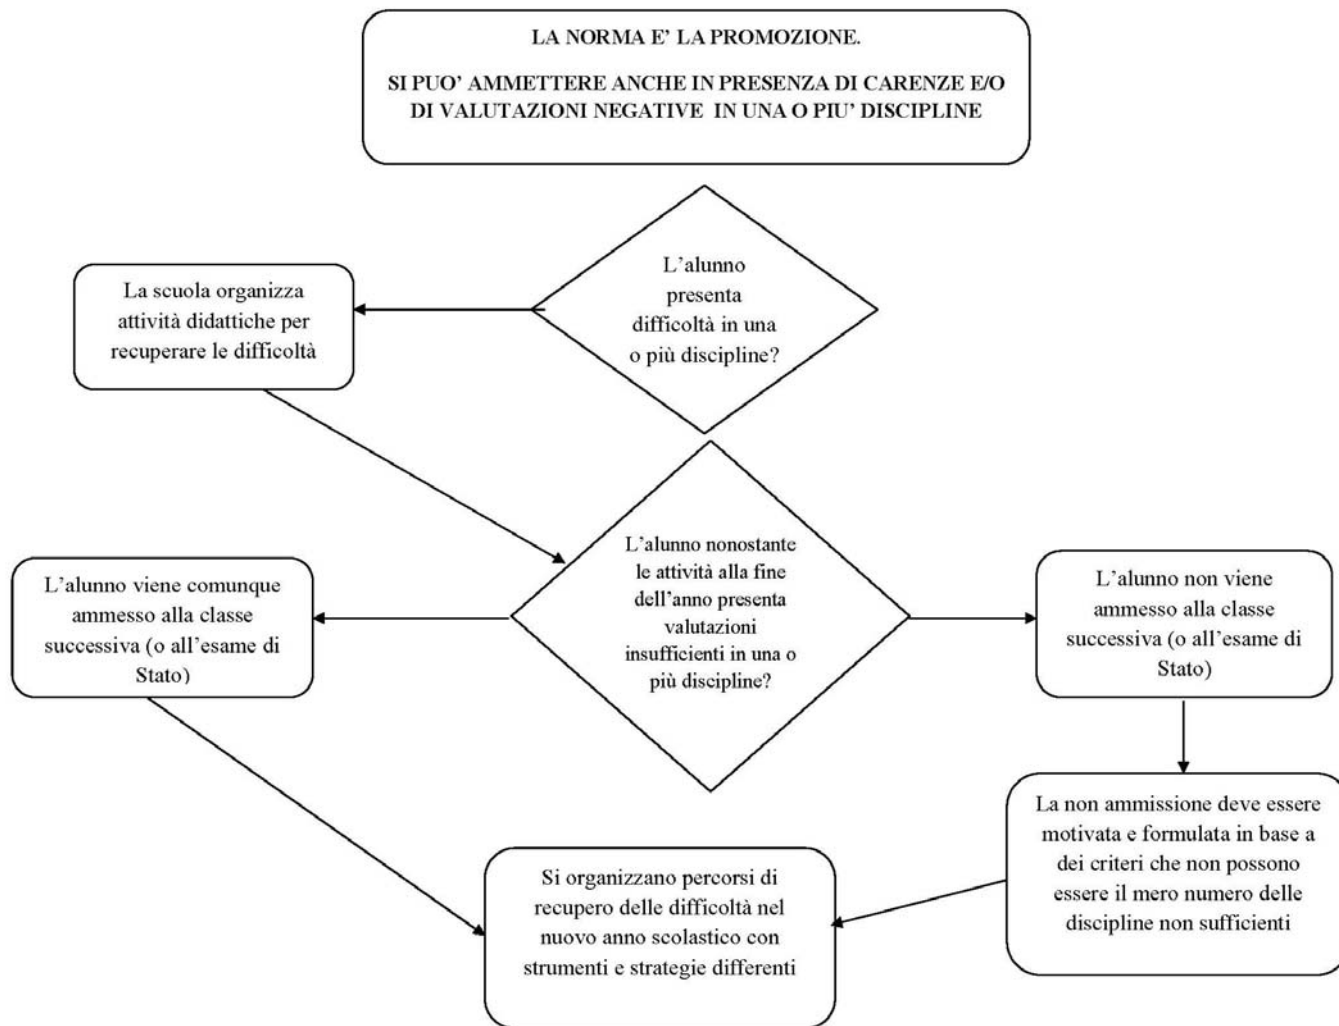 LA NORMA E' LA PROMOZIONE.
SI PUO' AMMETTERE ANCHE IN PRESENZA DI CARENZE E/O
DI VALUTAZIONI NEGATIVE IN UNA O PIU' DISCIPLINE
L'alunno
presenta
difficoltà in una
o più discipline?
La scuola organizza
attività didattiche per
recuperare le difficoltà
L'alunno nonostante
le attività alla fine
dell'anno presenta
valutazioni
insufficienti in una o
più discipline?
L'alunno viene comunque
ammesso alla classe
successiva (o all'esame di
Stato)
L'alunno non viene
ammesso alla classe
successiva (o all'esame di
Stato)
La non ammissione deve essere
motivata e formulata in base a
dei criteri che non possono
essere il mero numero delle
discipline non sufficienti
Si organizzano percorsi di
recupero delle difficoltà nel
nuovo anno scolastico con
strumenti e strategie differenti